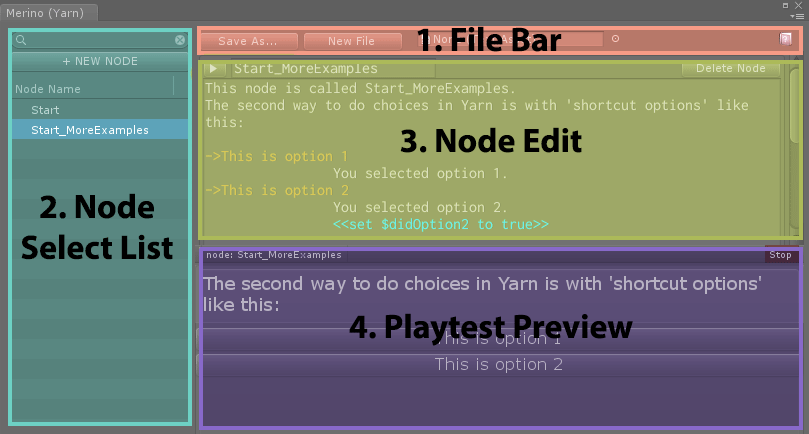 Merino (Yarn)
Save As...
New File
1. File Bar
+ NEW NODE
Node Name
Start
Start_MoreExamples
2. Node
Select List
Start_MoreExamples
Delete Node
This node is called Start_MoreExamples.
The second way to do choices in Yarn is with 'shortcut options' like
this:
3. Node Edit
->This is option 1
You selected option 1.
->This is option 2
You selected option 2.
<<set $didOption2 to true>>
node: Start_MoreExamples
Stop
The second way to do choices in Yarn is with 'shortcut options'
like this:
4. Playtest Preview
This is option 1
This is option 2